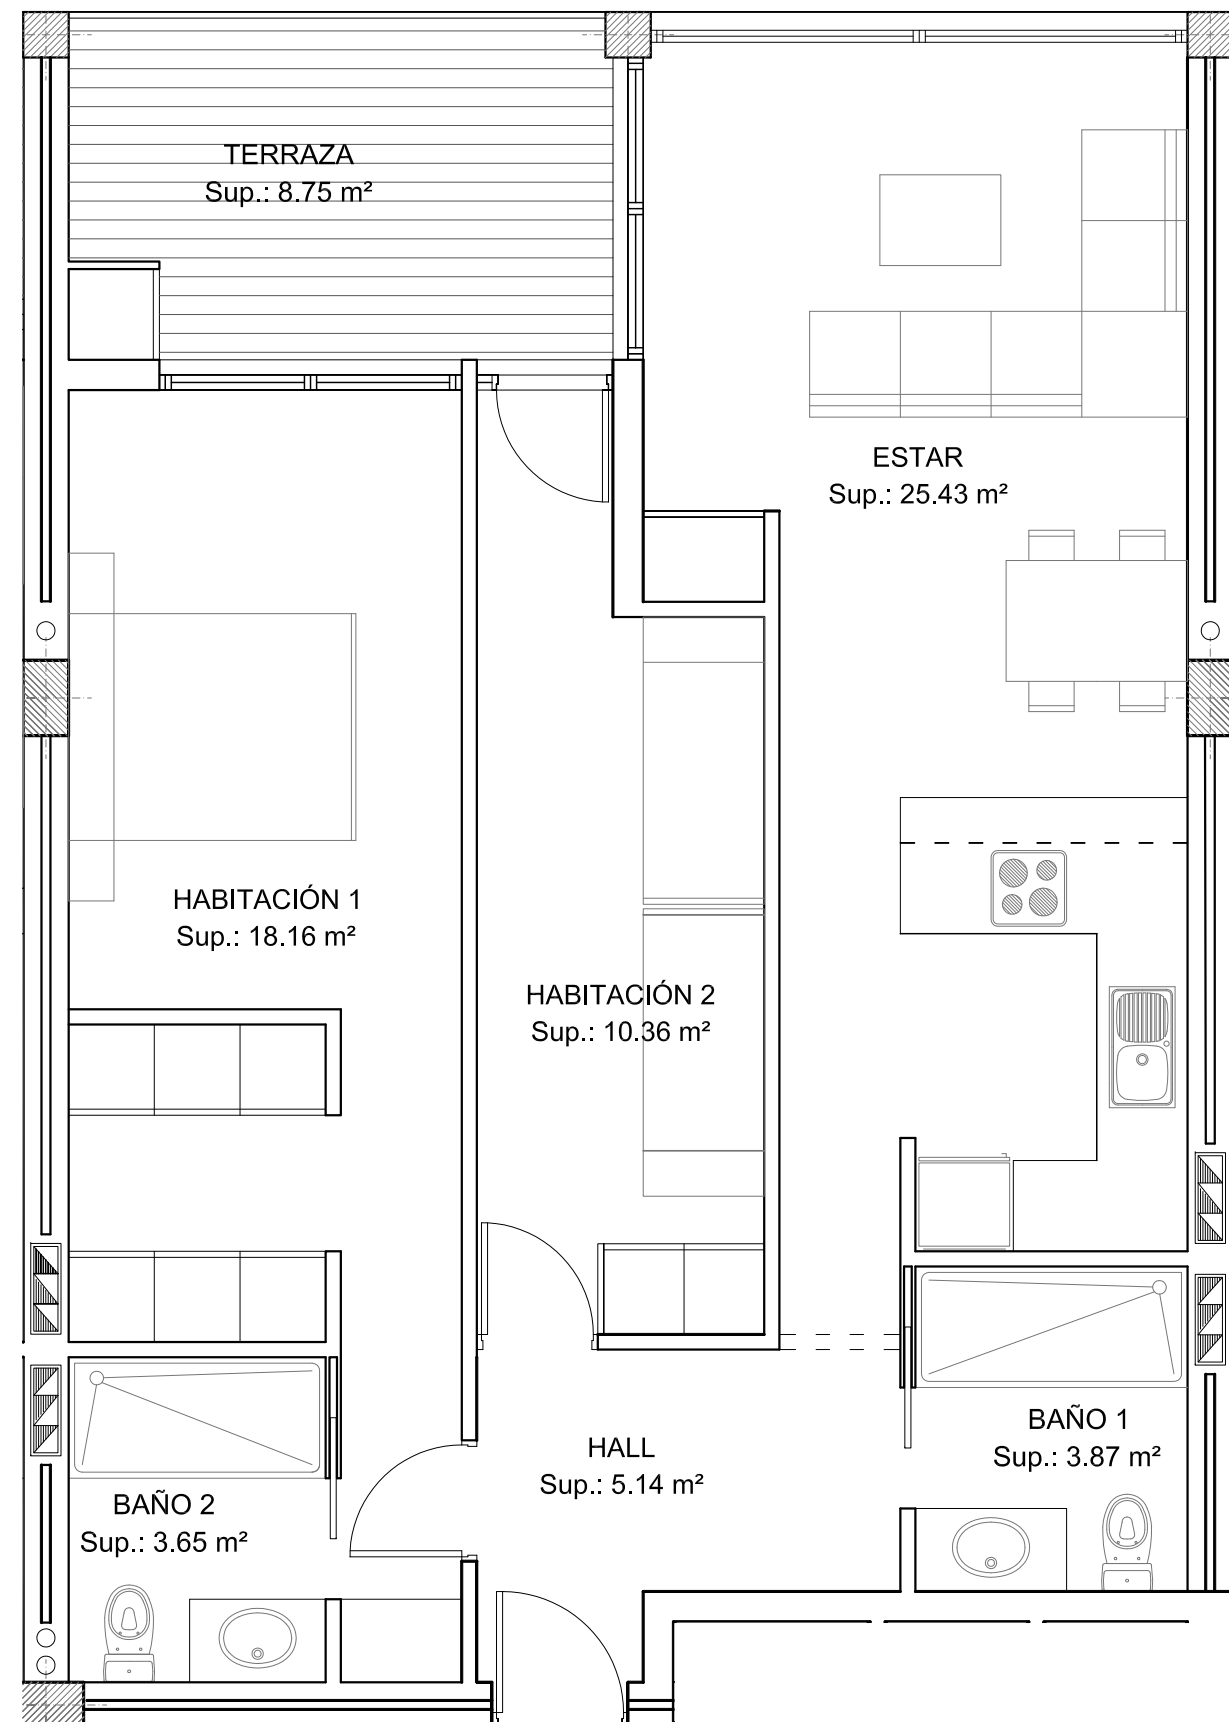 TERRAZA
Sup.: 8.75 m²
ESTAR
Sup.: 25.43 m²
HABITACIÓN 1
Sup.: 18.16 m²
HABITACIÓN 2
Sup.: 10.36 m²
BAÑO 1
Sup.: 3.87 m²
HALL
Sup.: 5.14 m²
BAÑO 2
Sup.: 3.65 m²